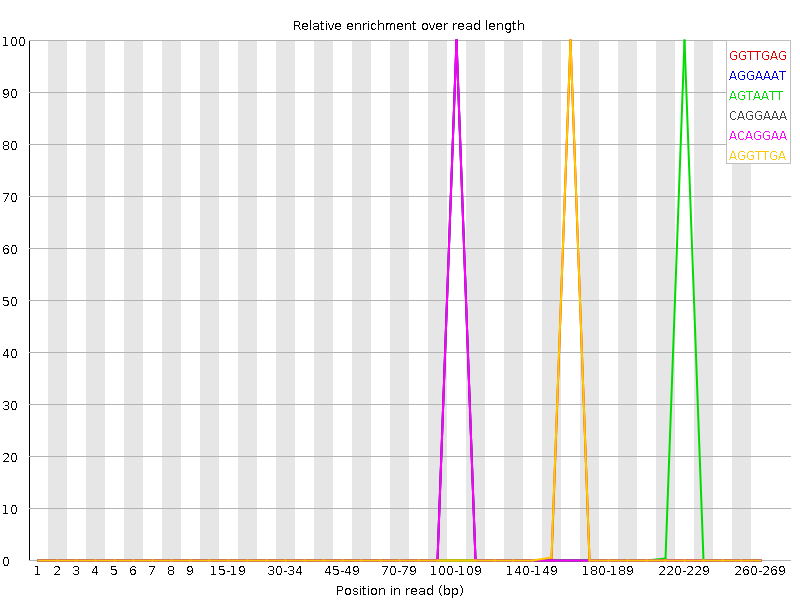 Relative enrichment over read length
100
90
80
70
60
50
40
30
20
10
0
GGTTGAG
AGGAAAT
AGTAATT
CAGGAAA
ACAGGAA
AGGTTGA
1 2 3 4 5 6 7 8 9 15-19 30-34 45-49 70-79 100-109 140-149 180-189 220-229 260-269
Position in read (bp)